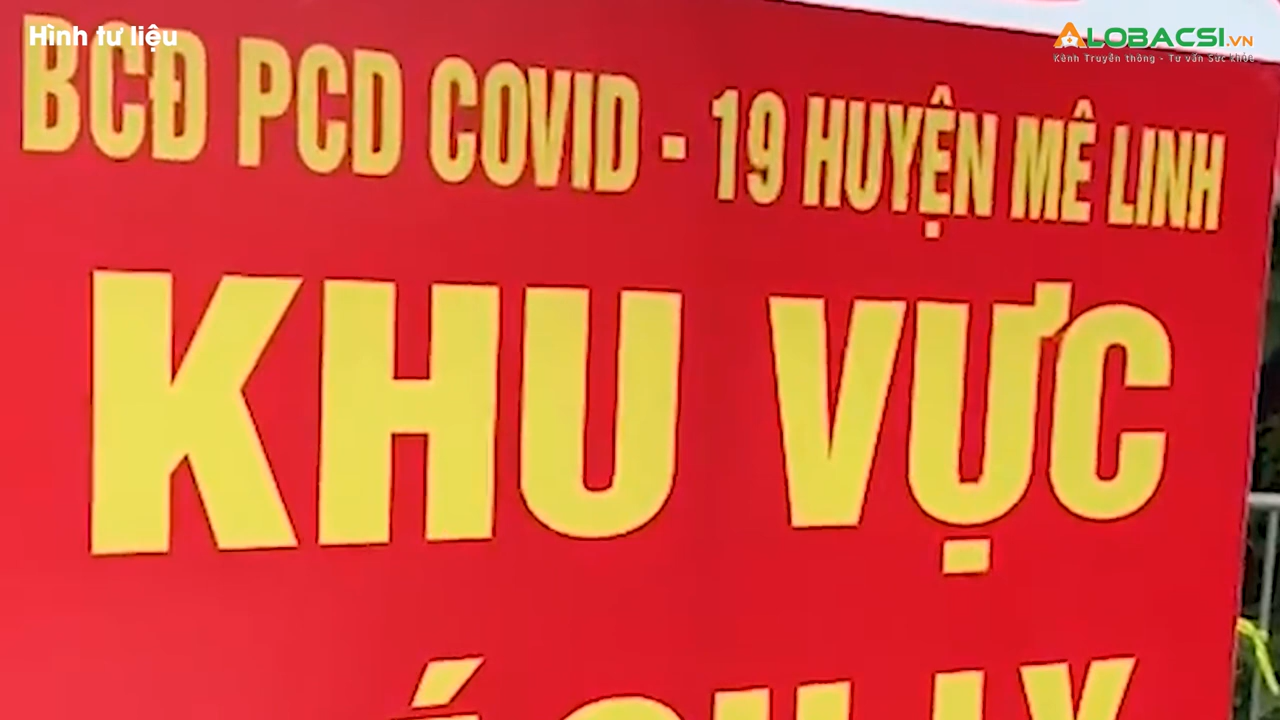 Hình tư liệu
ALOBACSI.VN
Kênh Truyền thông - Tư vấn Sức khỏe
BCĐ PCD COVID - 19 HUYỆN MÊ LINH
KHU VỰC